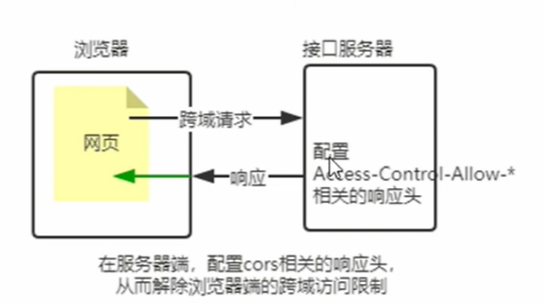 浏览器
接口服务器
网页
跨域请求
响应
配置
Access-Control-Allow-*
相关的响应头
在服务器端，配置cors相关的响应头，
从而解除浏览器端的跨域访问限制